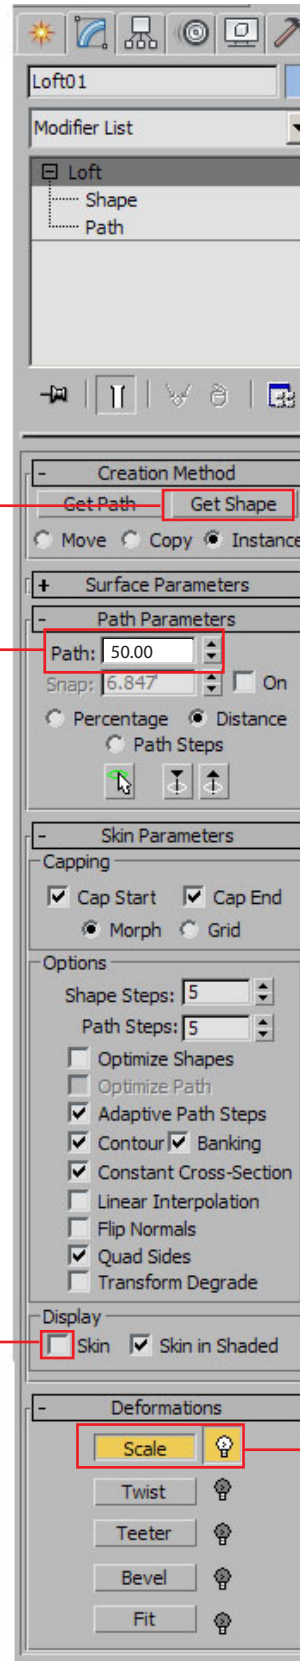 Loft01
Modifier List
Loft
Shape
Path
- Creation Method
Get Path Get Shape
Move Copy Instance
+ Surface Parameters
- Path Parameters
Path: 50.00
Snap: 6.847' On
Percentage Distance
Path Steps
- Skin Parameters
Capping
Cap Start Cap End
Morph Grid
Options
Shape Steps: 5
Path Steps: 5
Optimize Shapes
Optimize Path
Adaptive Path Steps
Contour Banking
Constant Cross-Section
Linear Interpolation
Flip Normals
Quad Sides
Transform Degrade
Display
Skin Skin in Shaded
- Deformations
Scale
Twist
Teeter
Bevel
Fit